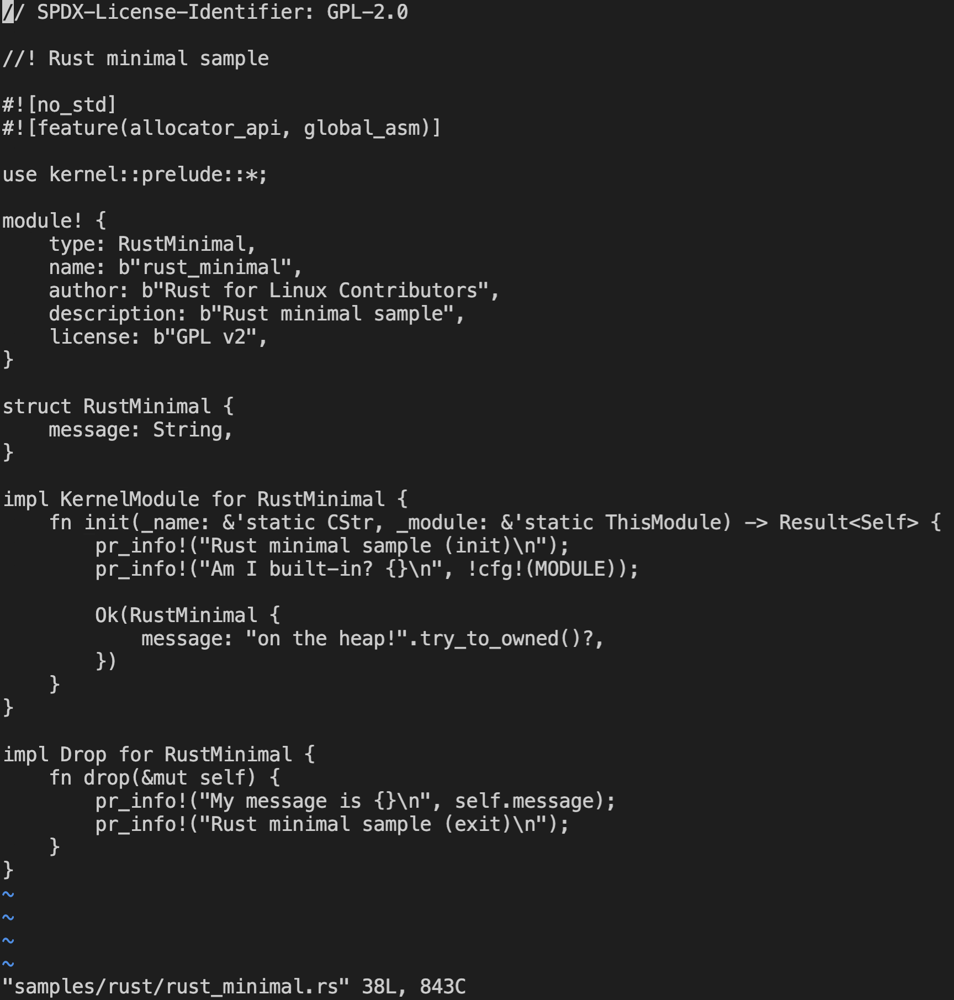 // SPDX-License-Identifier: GPL-2.0

//! Rust minimal sample

#![no_std]
#![feature(allocator_api, global_asm)]

use kernel::prelude::*;

module! {
    type: RustMinimal,
    name: b"rust_minimal",
    author: b"Rust for Linux Contributors",
    description: b"Rust minimal sample",
    license: b"GPL v2",
}

struct RustMinimal {
    message: String,
}

impl KernelModule for RustMinimal {
    fn init(_name: &'static CStr, _module: &'static ThisModule) -> Result<Self> {
        pr_info!("Rust minimal sample (init)\n");
        pr_info!("Am I built-in? {}\n", !cfg!(MODULE));

        Ok(RustMinimal {
            message: "on the heap!".try_to_owned()?,
        })
    }
}

impl Drop for RustMinimal {
    fn drop(&mut self) {
        pr_info!("My message is {}\n", self.message);
        pr_info!("Rust minimal sample (exit)\n");
    }
}
~
~
~
~
"samples/rust/rust_minimal.rs" 38L, 843C